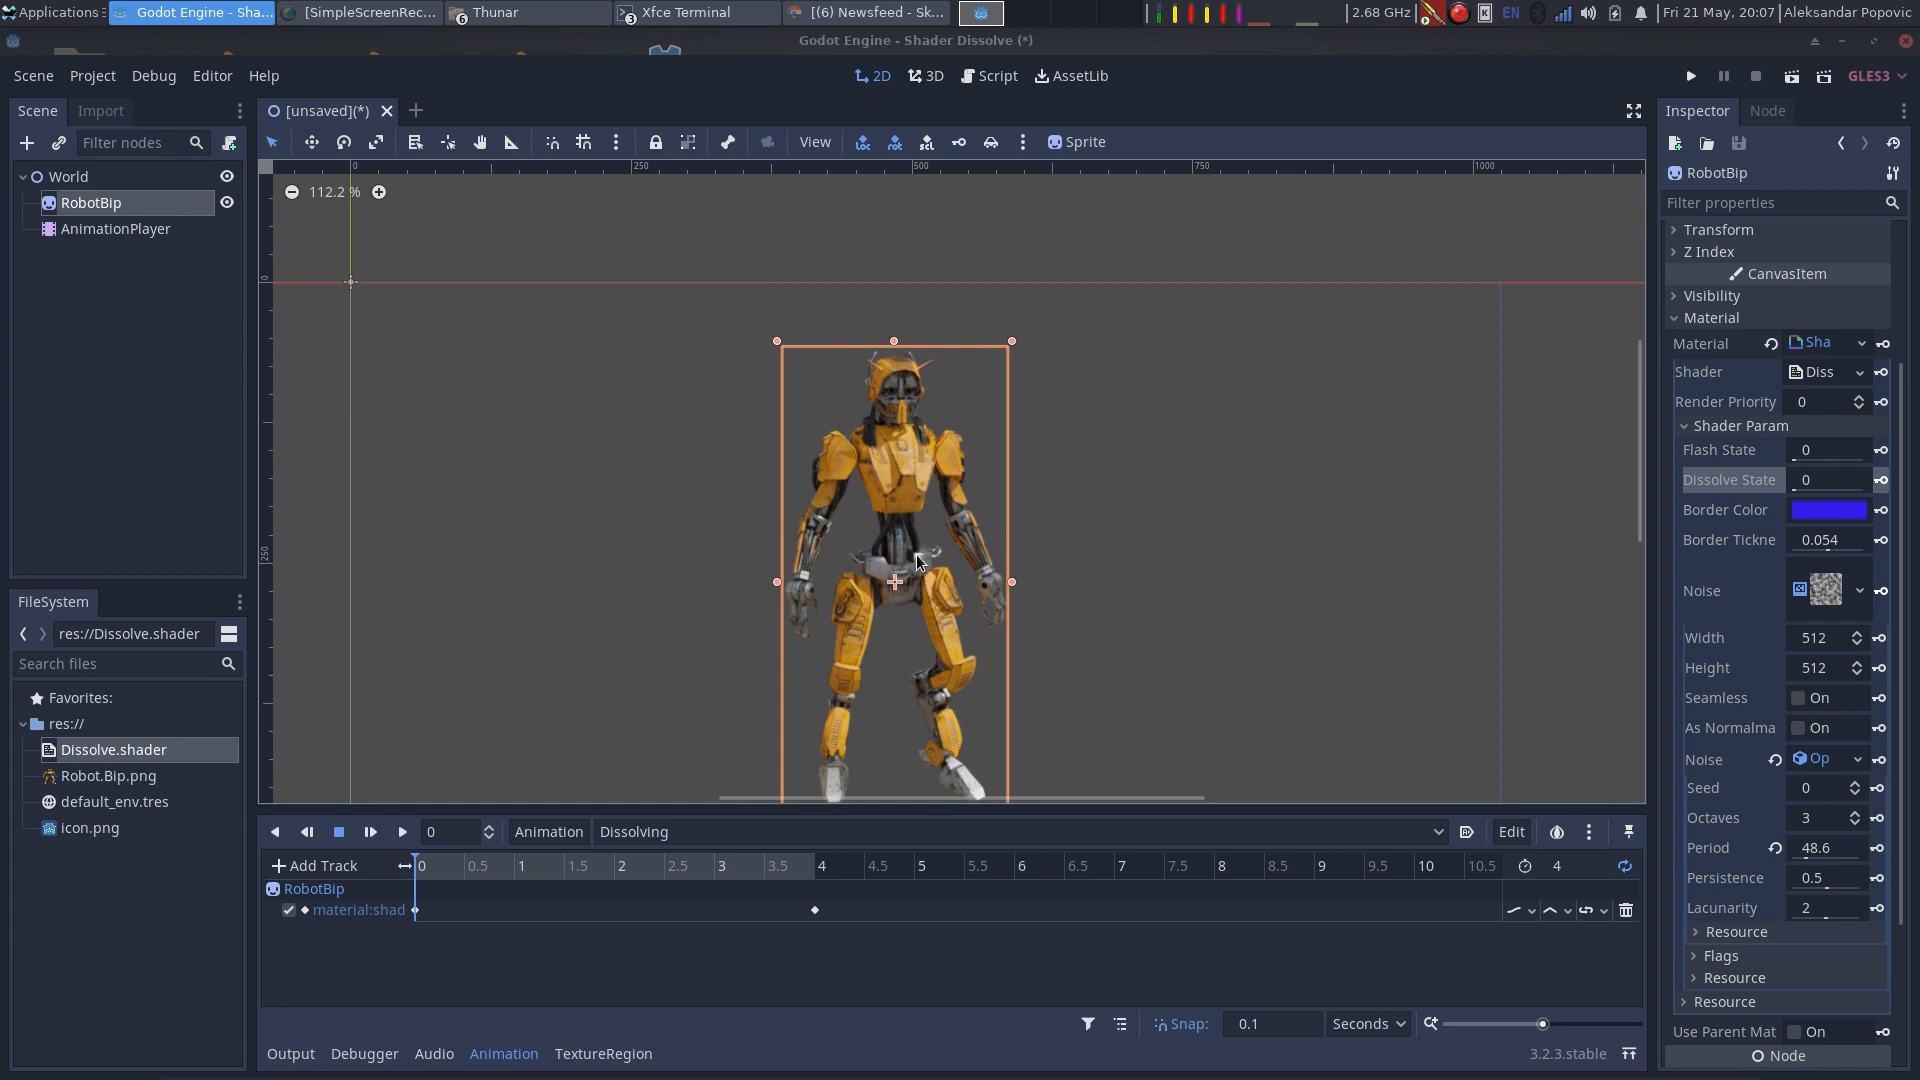 Applications
Godot Engine - Sha...
[SimpleScreenRec...
6 Thunar
3 Xfce Terminal
[(6) Newsfeed - Sk...
2.68 GHz
EN
Fri 21 May, 20:07
Aleksandar Popovic
Godot Engine - Shader Dissolve (*)
Scene Project Debug Editor Help
2D 3D Script AssetLib
GLES3
Scene Import
[unsaved](*)
Inspector Node
Filter nodes
View
Sprite
0 250 500 750 1000
World
RobotBip
AnimationPlayer
112.2 %
0
250
RobotBip
Filter properties
Transform
Z Index
CanvasItem
Visibility
Material
Material Sha
Shader Diss
Render Priority 0
Shader Param
Flash State 0
Dissolve State 0
Border Color
Border Tickne 0.054
Noise
Width 512
Height 512
Seamless On
As Normalma On
Noise Op
Seed 0
Octaves 3
Period 48.6
Persistence 0.5
Lacunarity 2
Resource
Flags
Resource
Resource
Use Parent Mat On
Node
FileSystem
res://Dissolve.shader
Search files
Favorites:
res://
Dissolve.shader
Robot.Bip.png
default_env.tres
icon.png
0 Animation Dissolving Edit
Add Track 0 0.5 1 1.5 2 2.5 3 3.5 4 4.5 5 5.5 6 6.5 7 7.5 8 8.5 9 9.5 10 10.5 4
RobotBip
material:shad
Snap: 0.1 Seconds
Output Debugger Audio Animation TextureRegion
3.2.3.stable